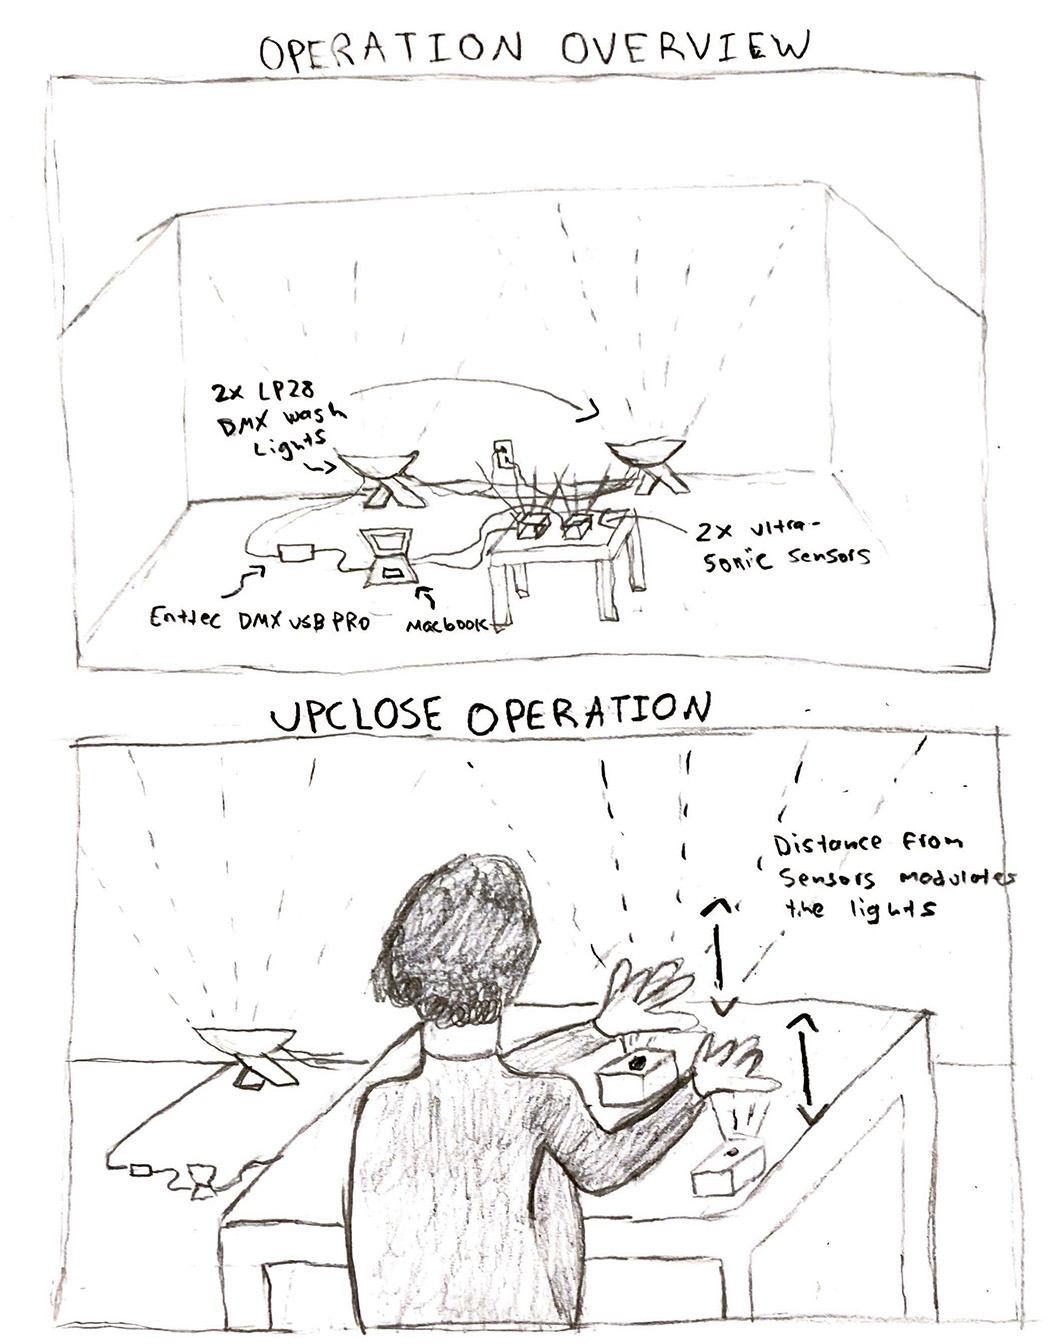 OPERATION OVERVIEW
2x LP28
DMX wash
Lights
2x ultra-
Sonic Sensors
Enttec DMX USB PRO
Macbook
UPCLOSE OPERATION
Distance from
Sensors modulates
the lights